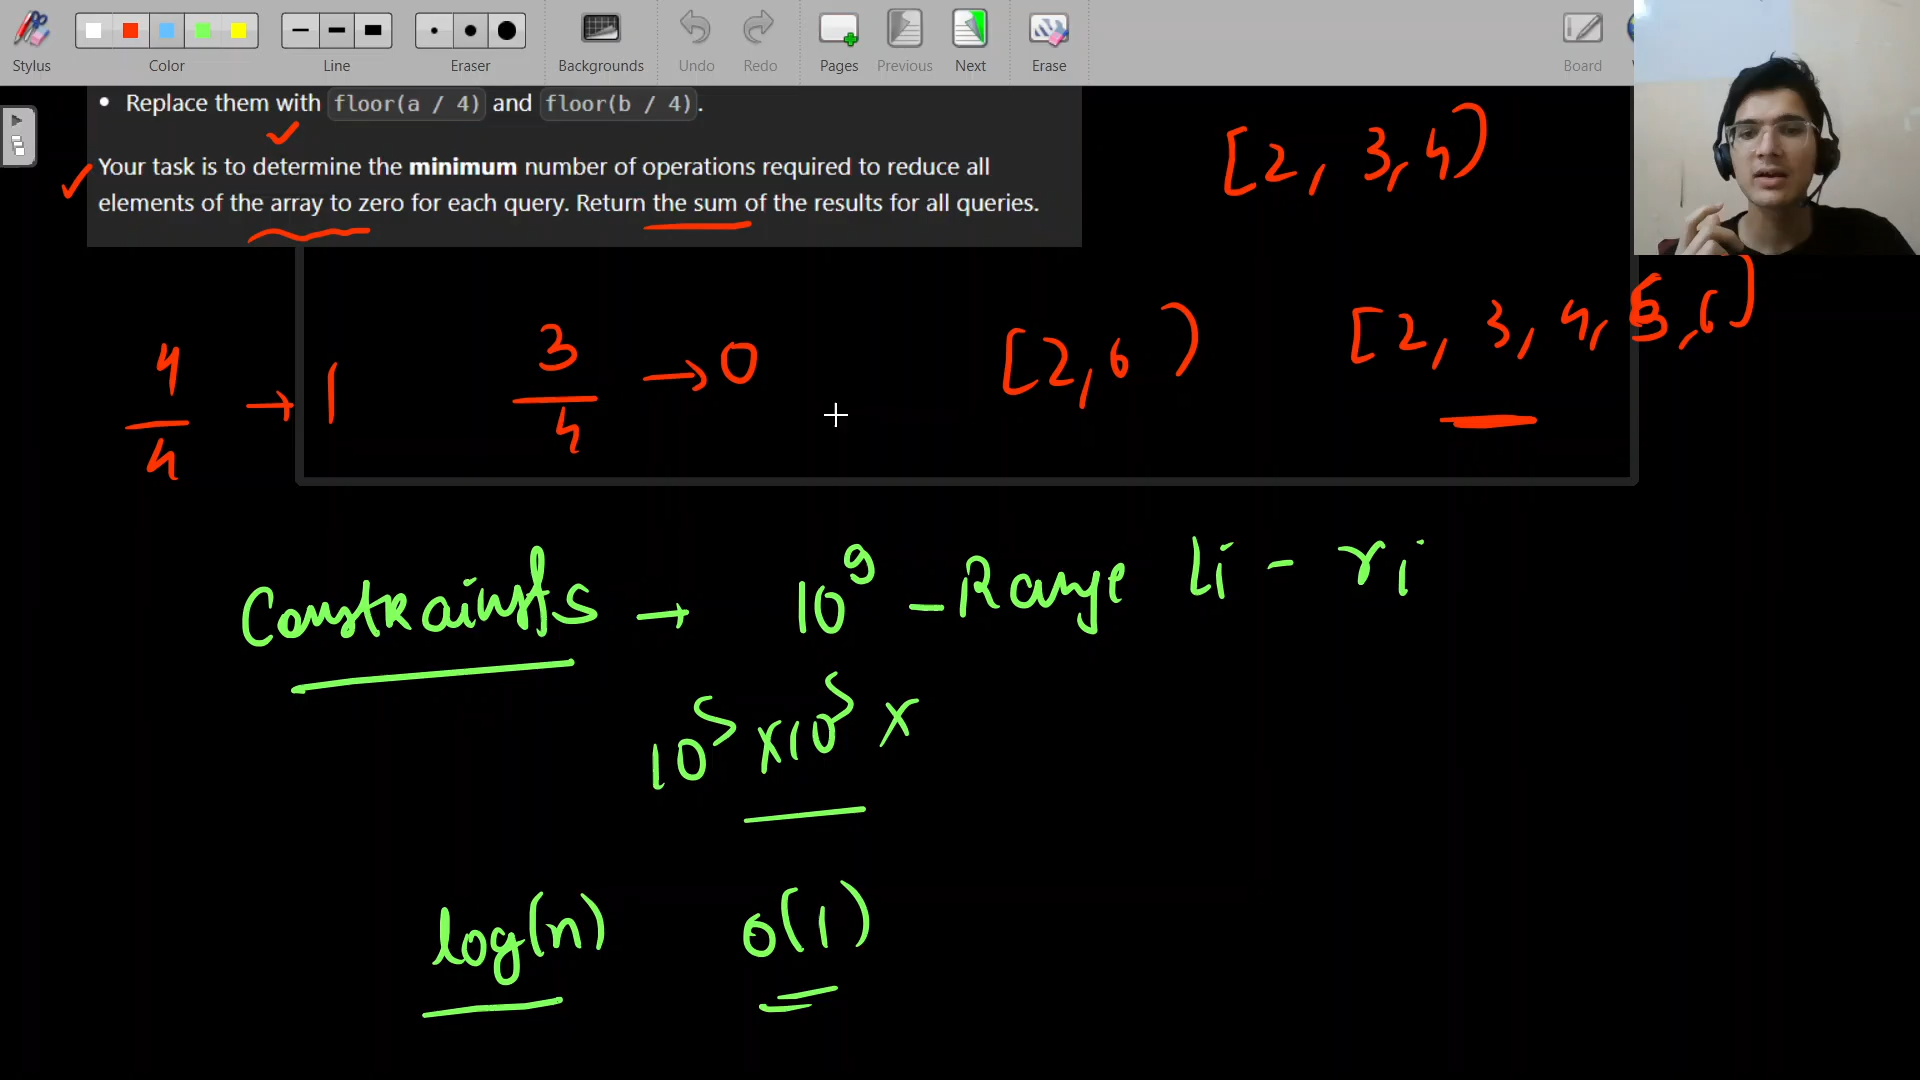 Stylus Color Line Eraser Backgrounds Undo Redo Pages Previous Next Erase Board
Replace them with floor(a / 4) and floor(b / 4).
Your task is to determine the minimum number of operations required to reduce all
elements of the array to zero for each query. Return the sum of the results for all queries.
[2, 3, 4)
4/4 → 1
3/4 → 0
[2, 6)
[2, 3, 4, 5, 6)
Constraints → 10^9 - Range li - ri
10^5 × 10^5 ×
log(n) O(1)